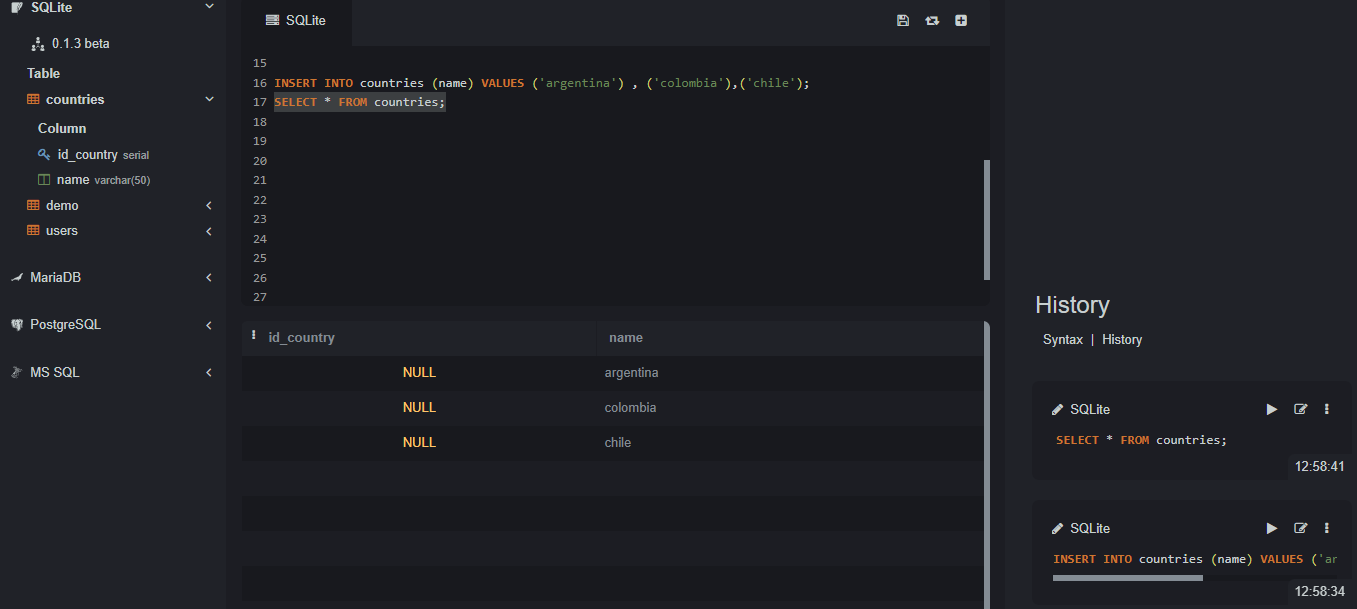 SQLite
0.1.3 beta
Table
countries
Column
id_country serial
name varchar(50)
demo
users
MariaDB
PostgreSQL
MS SQL
SQLite
15
16 INSERT INTO countries (name) VALUES ('argentina') , ('colombia'),('chile');
17 SELECT * FROM countries;
18
19
20
21
22
23
24
25
26
27
id_country name
NULL argentina
NULL colombia
NULL chile
History
Syntax | History
SQLite
SELECT * FROM countries;
12:58:41
SQLite
INSERT INTO countries (name) VALUES ('ar
12:58:34